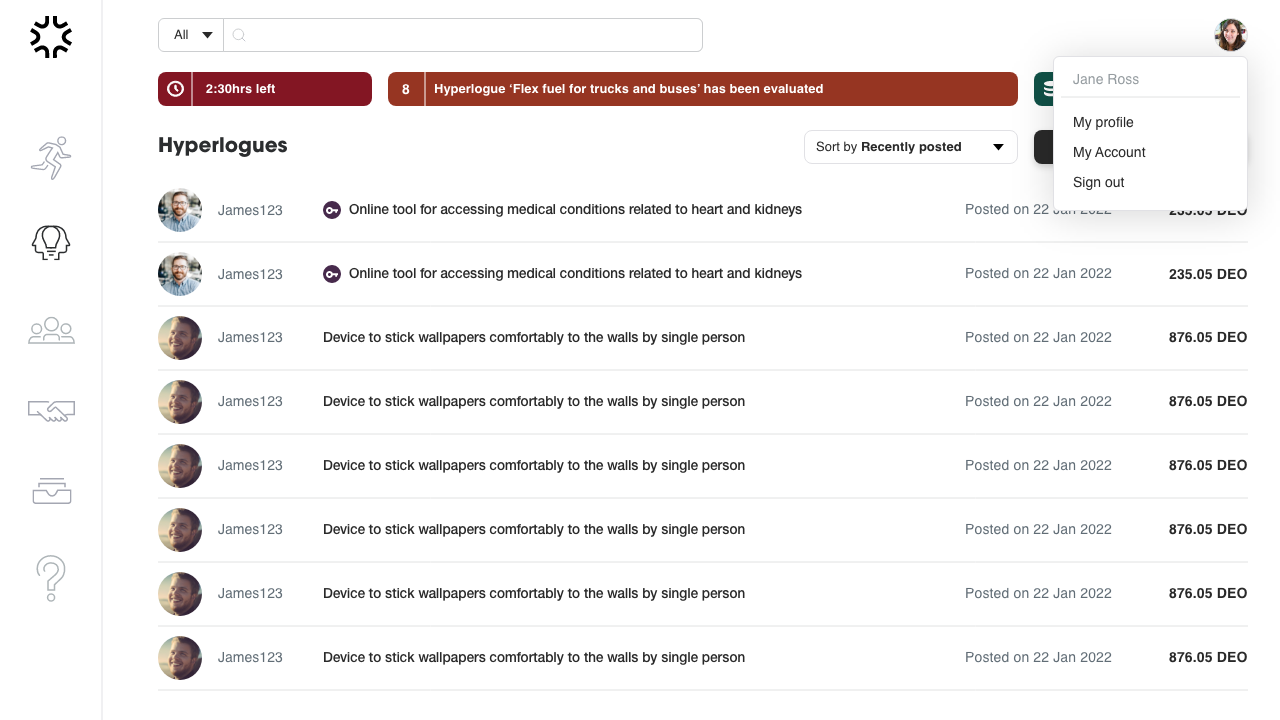 All
2:30hrs left
8
Hyperlogue ‘Flex fuel for trucks and buses’ has been evaluated
Jane Ross
My profile
My Account
Sign out
Hyperlogues
Sort by Recently posted
James123 Online tool for accessing medical conditions related to heart and kidneys Posted on 22 Jan 2022 235.05 DEO
James123 Online tool for accessing medical conditions related to heart and kidneys Posted on 22 Jan 2022 235.05 DEO
James123 Device to stick wallpapers comfortably to the walls by single person Posted on 22 Jan 2022 876.05 DEO
James123 Device to stick wallpapers comfortably to the walls by single person Posted on 22 Jan 2022 876.05 DEO
James123 Device to stick wallpapers comfortably to the walls by single person Posted on 22 Jan 2022 876.05 DEO
James123 Device to stick wallpapers comfortably to the walls by single person Posted on 22 Jan 2022 876.05 DEO
James123 Device to stick wallpapers comfortably to the walls by single person Posted on 22 Jan 2022 876.05 DEO
James123 Device to stick wallpapers comfortably to the walls by single person Posted on 22 Jan 2022 876.05 DEO